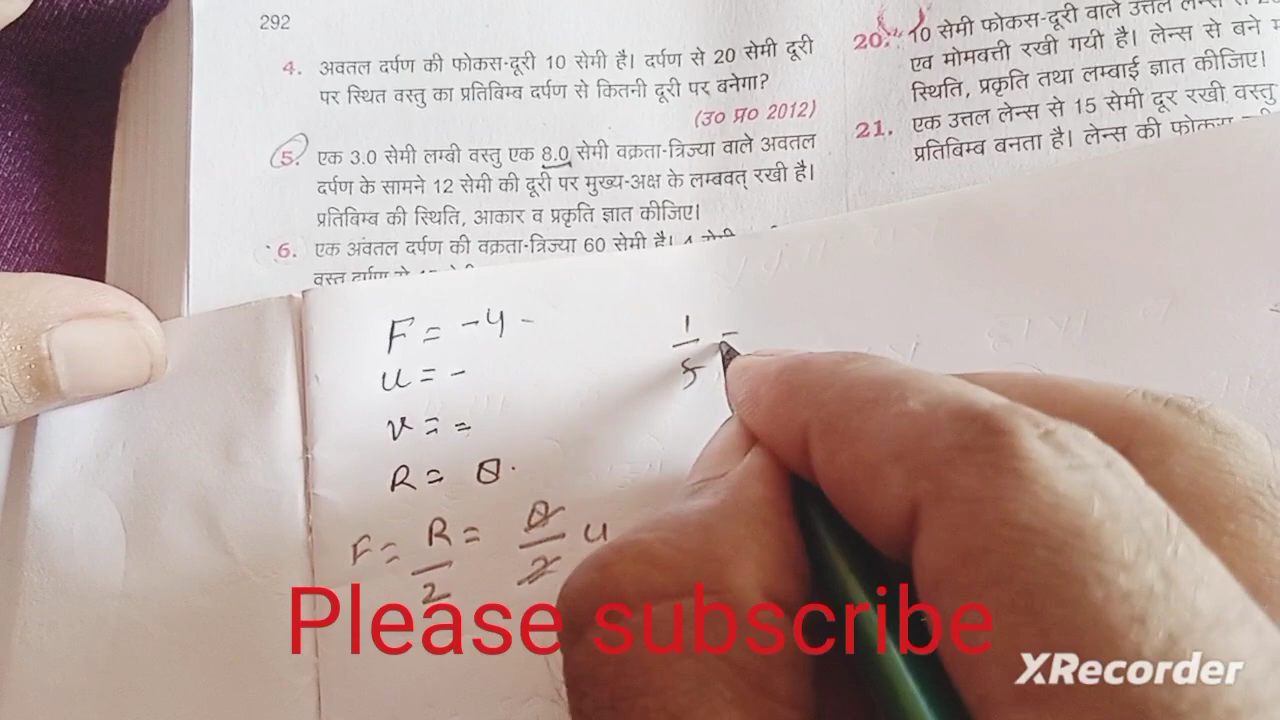 292
4. अवतल दर्पण की फोकस-दूरी 10 सेमी है। दर्पण से 20 सेमी दूरी
पर स्थित वस्तु का प्रतिबिम्ब दर्पण से कितनी दूरी पर बनेगा?
(उ० प्र० 2012)
5. एक 3.0 सेमी लम्बी वस्तु एक 8.0 सेमी वक्रता-त्रिज्या वाले अवतल
दर्पण के सामने 12 सेमी की दूरी पर मुख्य-अक्ष के लम्बवत् रखी है।
प्रतिबिम्ब की स्थिति, आकार व प्रकृति ज्ञात कीजिए।
6. एक अवतल दर्पण की वक्रता-त्रिज्या 60 सेमी है।
20. 10 सेमी फोकस-दूरी वाले उत्तल
एव मोमबत्ती रखी गयी है। लेन्स से बने
स्थिति, प्रकृति तथा लम्बाई ज्ञात कीजिए।
21. एक उत्तल लेन्स से 15 सेमी दूर रखी वस्तु
प्रतिबिम्ब बनता है। लेन्स की फोकस
F = -4 -
u = -
v = =
R = 8.
F = R/2 = 8/2 4
1/f =
Please subscribe
XRecorder